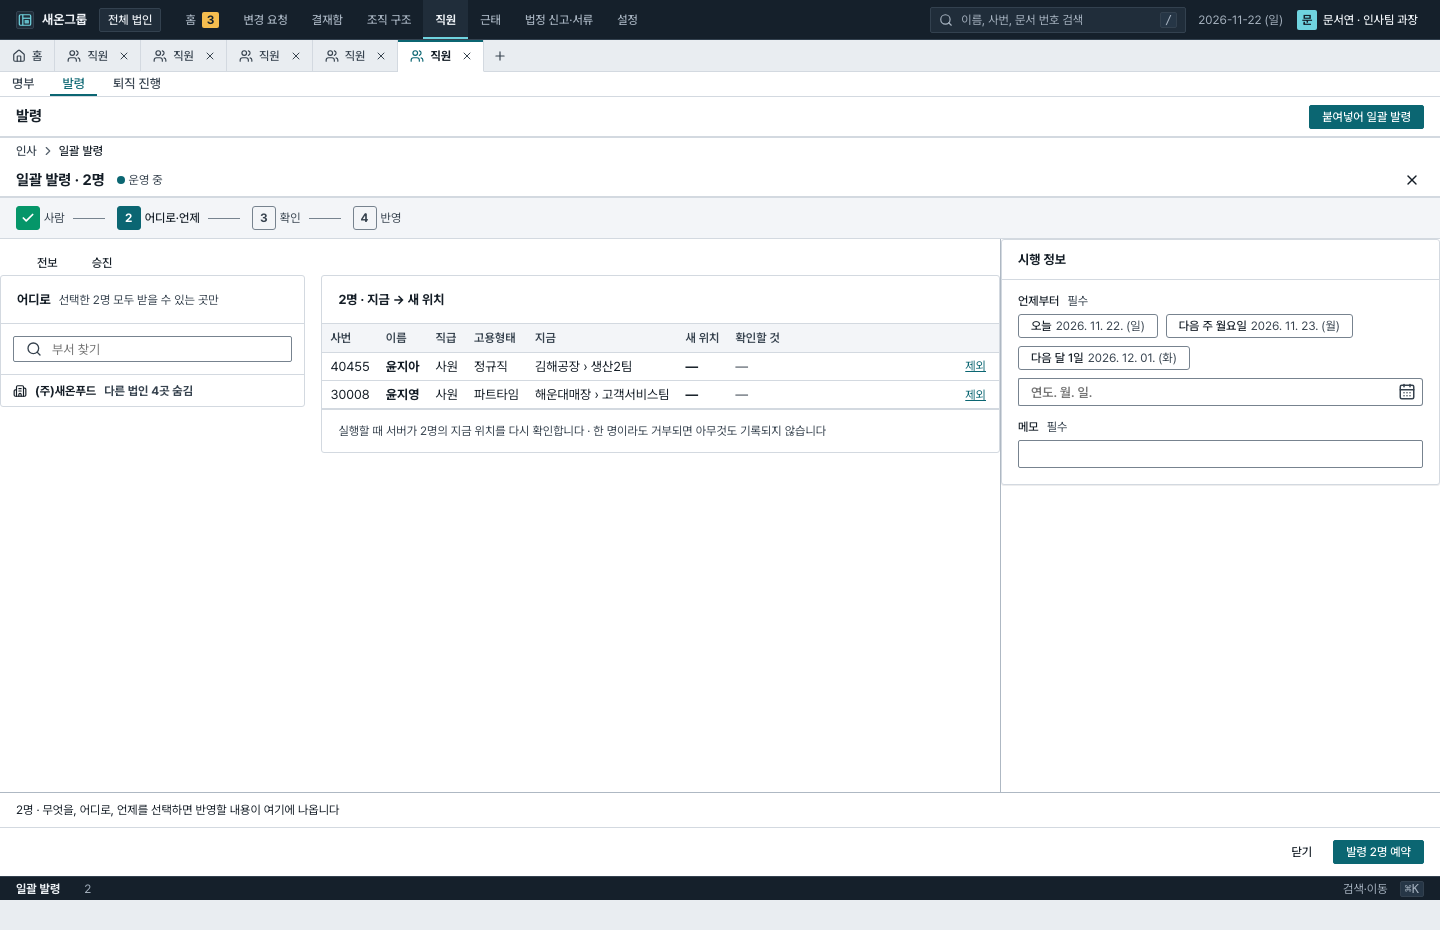 새온그룹 전체 법인 홈 3 변경 요청 결재함 조직 구조 직원 근태 법정 신고·서류 설정 이름, 사번, 문서 번호 검색 / 2026-11-22 (일) 문 문서연 · 인사팀 과장
홈 직원 직원 직원 직원 직원
명부 발령 퇴직 진행
발령 붙여넣어 일괄 발령
인사 일괄 발령
일괄 발령 · 2명 운영 중
사람 2 어디로·언제 3 확인 4 반영
전보 승진
어디로 선택한 2명 모두 받을 수 있는 곳만
부서 찾기
(주)새온푸드 다른 법인 4곳 숨김
2명 · 지금 → 새 위치
사번 이름 직급 고용형태 지금 새 위치 확인할 것
40455 윤지아 사원 정규직 김해공장 › 생산2팀 — — 제외
30008 윤지영 사원 파트타임 해운대매장 › 고객서비스팀 — — 제외
실행할 때 서버가 2명의 지금 위치를 다시 확인합니다 · 한 명이라도 거부되면 아무것도 기록되지 않습니다
시행 정보
언제부터 필수
오늘 2026. 11. 22. (일) 다음 주 월요일 2026. 11. 23. (월)
다음 달 1일 2026. 12. 01. (화)
연도. 월. 일.
메모 필수
2명 · 무엇을, 어디로, 언제를 선택하면 반영할 내용이 여기에 나옵니다
닫기 발령 2명 예약
일괄 발령 2 검색·이동 ⌘K